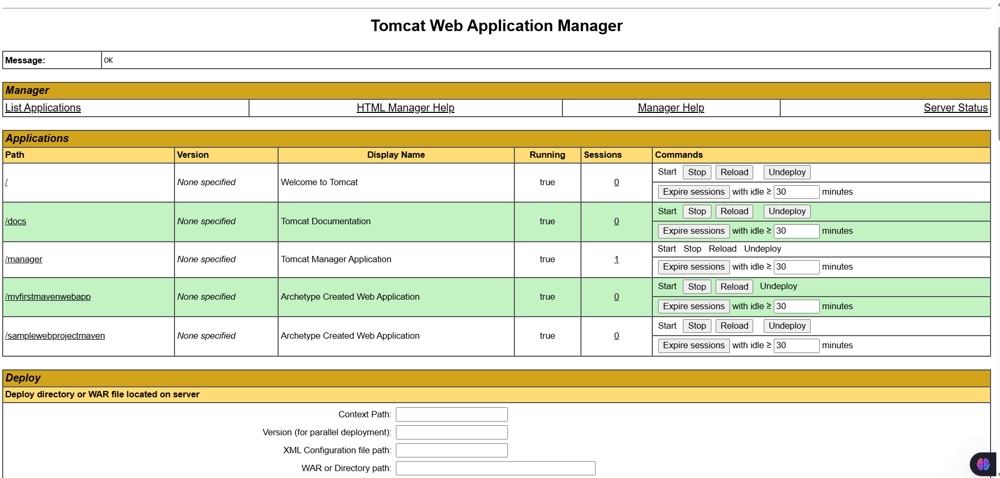 Tomcat Web Application Manager
Message: OK
Manager
List Applications HTML Manager Help Manager Help Server Status
Applications
Path Version Display Name Running Sessions Commands
/ None specified Welcome to Tomcat true 0 Start Stop Reload Undeploy
Expire sessions with idle ≥ 30 minutes
/docs None specified Tomcat Documentation true 0 Start Stop Reload Undeploy
Expire sessions with idle ≥ 30 minutes
/manager None specified Tomcat Manager Application true 1 Start Stop Reload Undeploy
Expire sessions with idle ≥ 30 minutes
/myfirstmavenwebapp None specified Archetype Created Web Application true 0 Start Stop Reload Undeploy
Expire sessions with idle ≥ 30 minutes
/samplewebprojectmaven None specified Archetype Created Web Application true 0 Start Stop Reload Undeploy
Expire sessions with idle ≥ 30 minutes
Deploy
Deploy directory or WAR file located on server
Context Path:
Version (for parallel deployment):
XML Configuration file path:
WAR or Directory path: